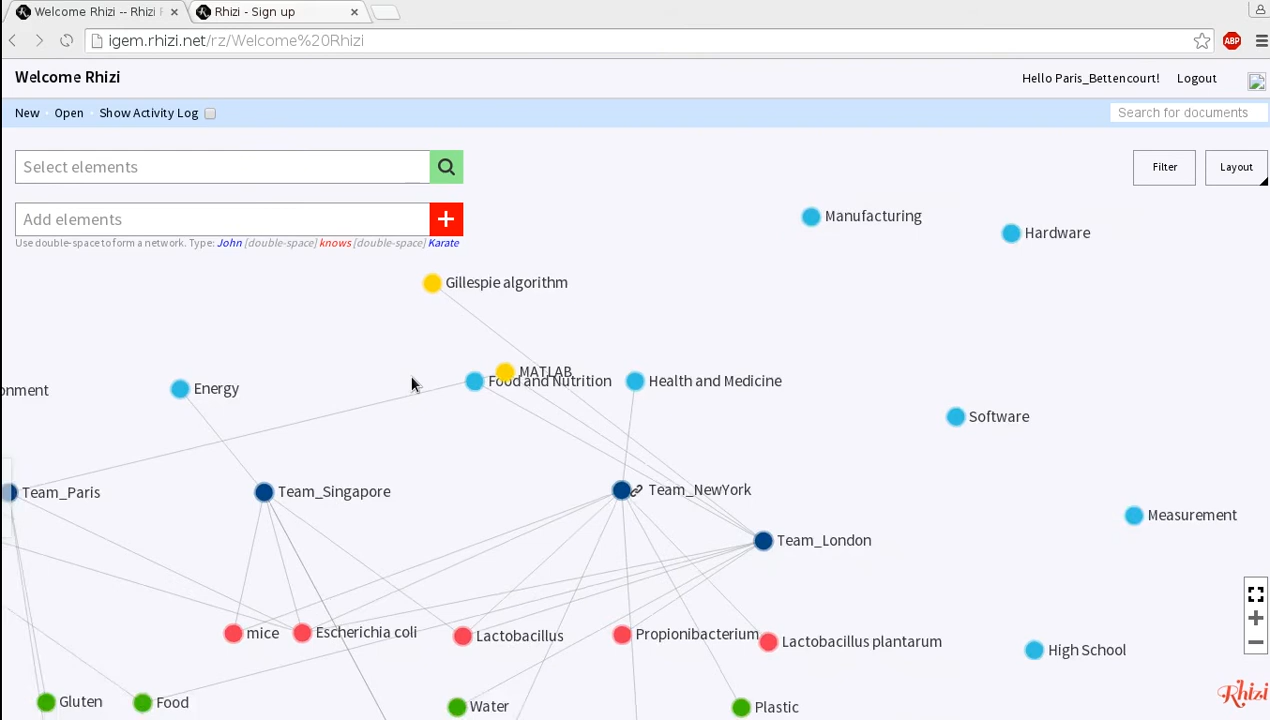 Welcome Rhizi -- Rhizi
Rhizi - Sign up
igem.rhizi.net/rz/Welcome%20Rhizi
ABP
Welcome Rhizi
Hello Paris_Bettencourt! Logout
New Open Show Activity Log
Search for documents
Select elements
Filter
Layout
Add elements
Use double-space to form a network. Type: John [double-space] knows [double-space] Karate
Manufacturing
Hardware
Gillespie algorithm
MATLAB
Food and Nutrition
Health and Medicine
onment
Energy
Software
Team_Paris
Team_Singapore
Team_NewYork
Measurement
Team_London
mice
Escherichia coli
Lactobacillus
Propionibacterium
Lactobacillus plantarum
High School
Gluten
Food
Water
Plastic
Rhizi